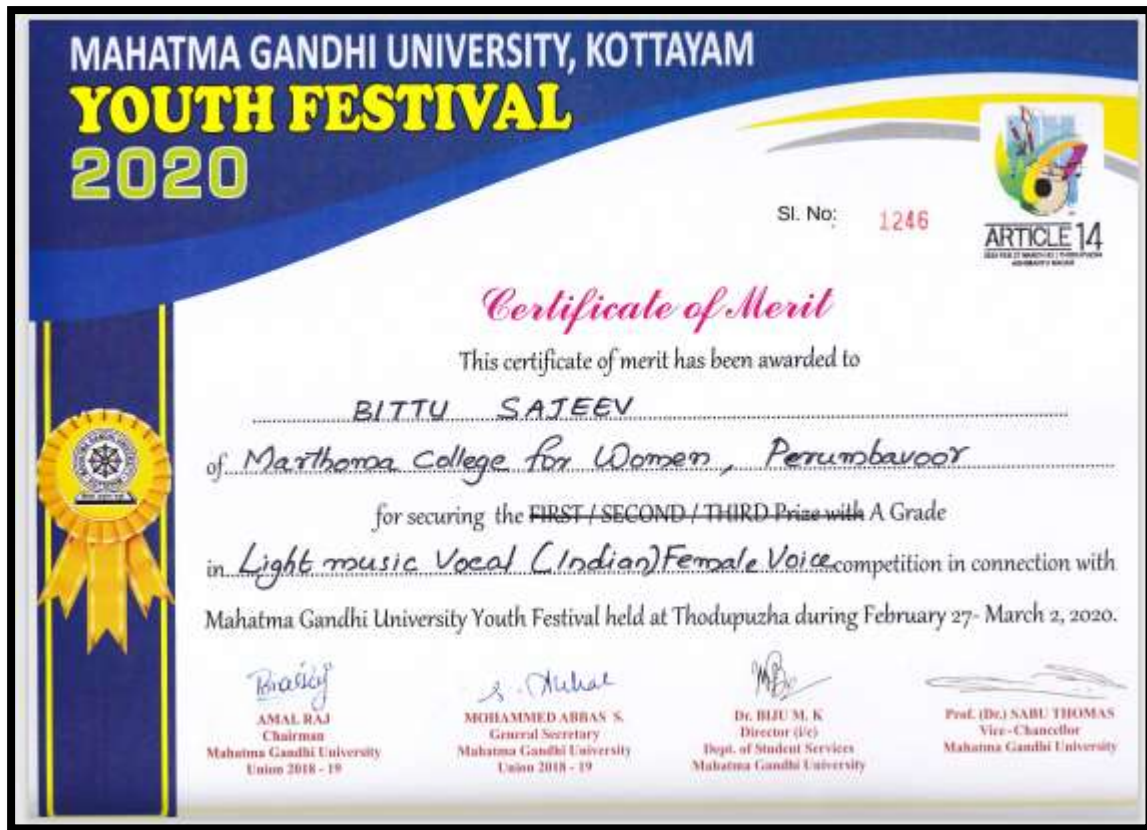 MAHATMA GANDHI UNIVERSITY, KOTTAYAM
YOUTH FESTIVAL
2020
Sl. No: 1246
ARTICLE 14
Certificate of Merit
This certificate of merit has been awarded to
BITTU SAJEEV
of Marthoma College for Women, Perumbavoor
for securing the FIRST / SECOND / THIRD Prize with A Grade
in Light music Vocal (Indian) Female Voice competition in connection with
Mahatma Gandhi University Youth Festival held at Thodupuzha during February 27- March 2, 2020.
AMAL RAJ
Chairman
Mahatma Gandhi University
Union 2018 - 19
MOHAMMED ABBAS S.
General Secretary
Mahatma Gandhi University
Union 2018 - 19
Dr. BIJU M. K
Director (i/c)
Dept. of Student Services
Mahatma Gandhi University
Prof. (Dr.) SABU THOMAS
Vice - Chancellor
Mahatma Gandhi University